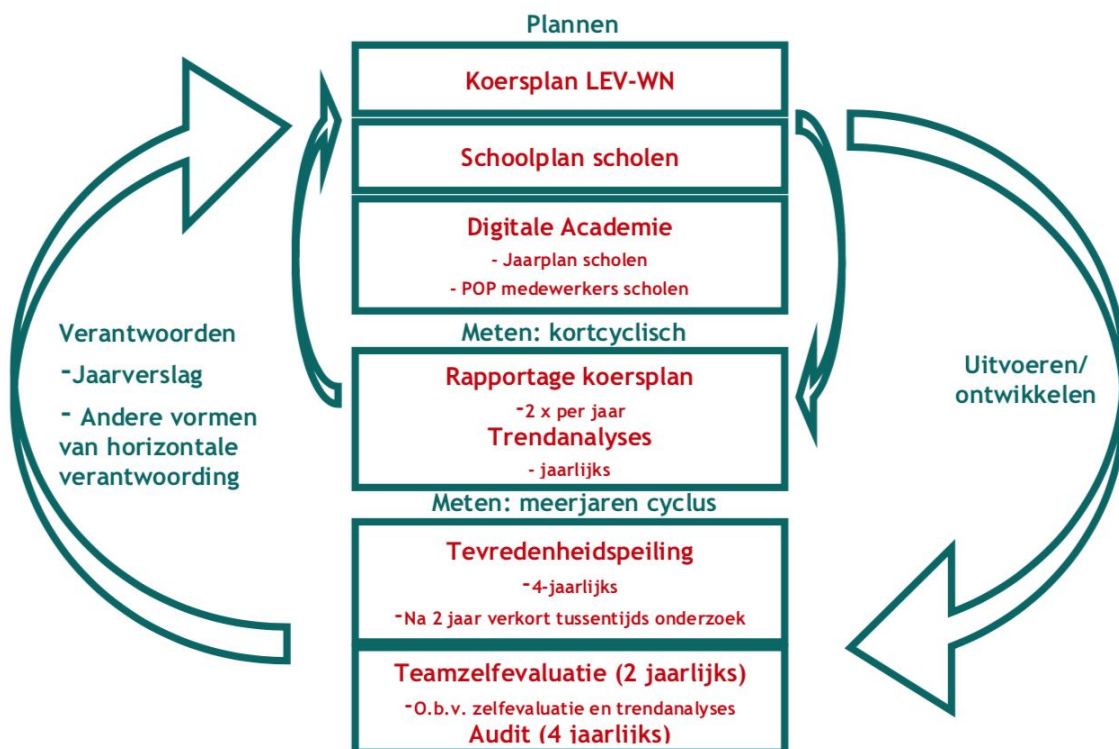 Plannen
Koersplan LEV-WN
Schoolplan scholen
Digitale Academie
- Jaarplan scholen
- POP medewerkers scholen
Meten: kortcyclisch
Rapportage koersplan
-2 x per jaar
Trendanalyses
- jaarlijks
Meten: meerjaren cyclus
Tevredenheidspeiling
-4-jaarlijks
-Na 2 jaar verkort tussentijds onderzoek
Teamzelfevaluatie (2 jaarlijks)
-O.b.v. zelfevaluatie en trendanalyses
Audit (4 jaarlijks)
Verantwoorden
-Jaarverslag
- Andere vormen
van horizontale
verantwoording
Uitvoeren/
ontwikkelen